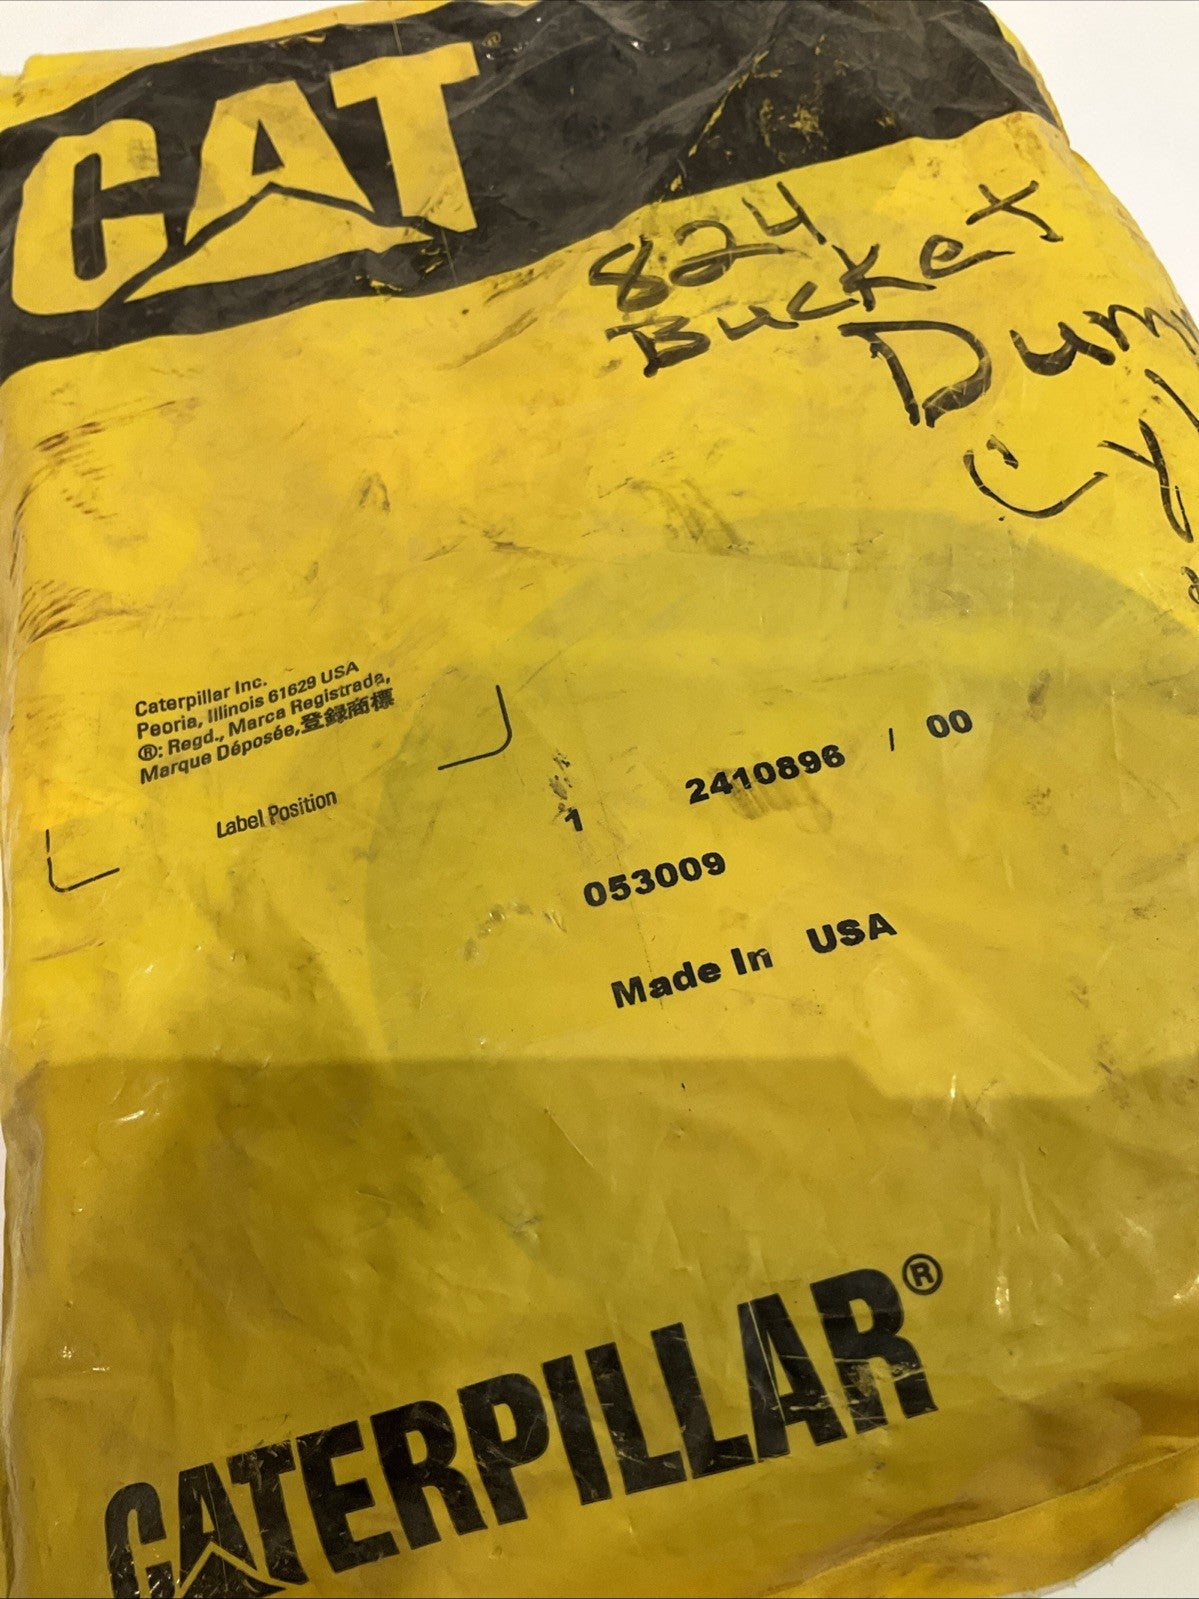 CAT®
824
Bucket
Dum
Cyl
Caterpillar Inc.
Peoria, Illinois 61629 USA
®: Regd., Marca Registrada,
Marque Déposée,登録商標
Label Position
1 2410896 / 00
053009
Made In USA
CATERPILLAR®